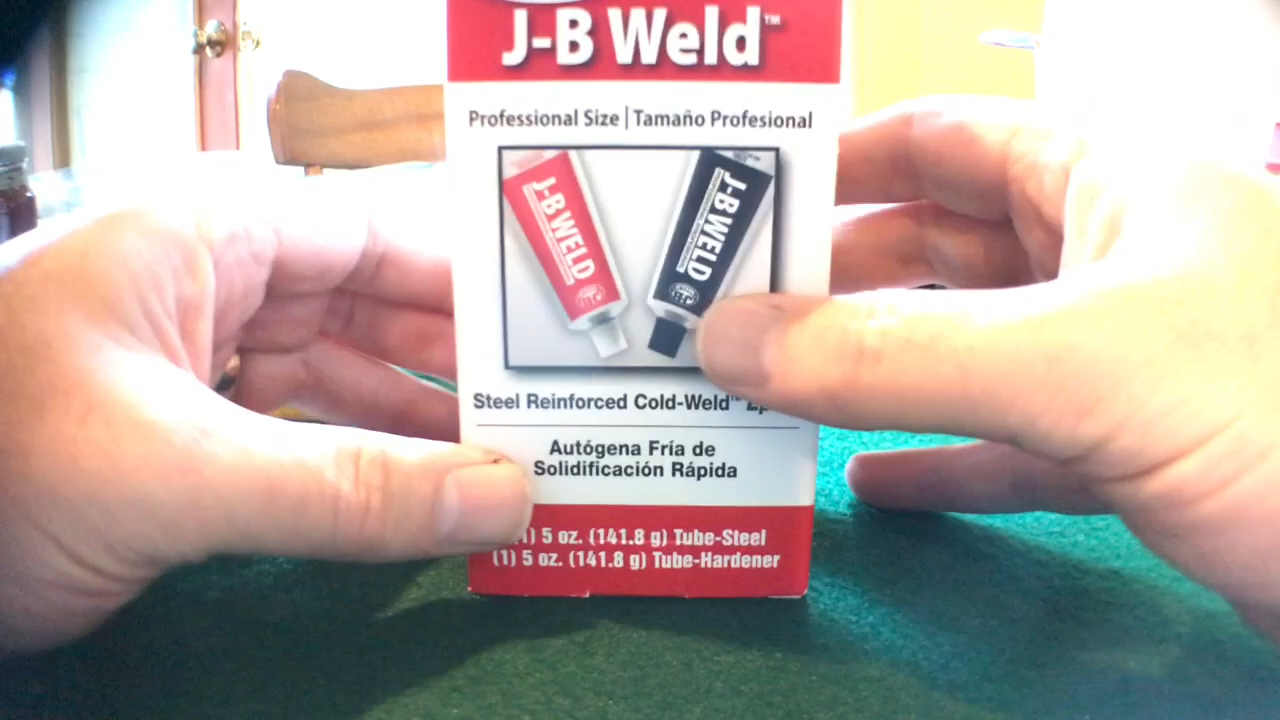 J-B Weld™
Professional Size | Tamaño Profesional
J-B WELD
J-B WELD
Steel Reinforced Cold-Weld™
Autógena Fría de
Solidificación Rápida
(1) 5 oz. (141.8 g) Tube-Steel
(1) 5 oz. (141.8 g) Tube-Hardener